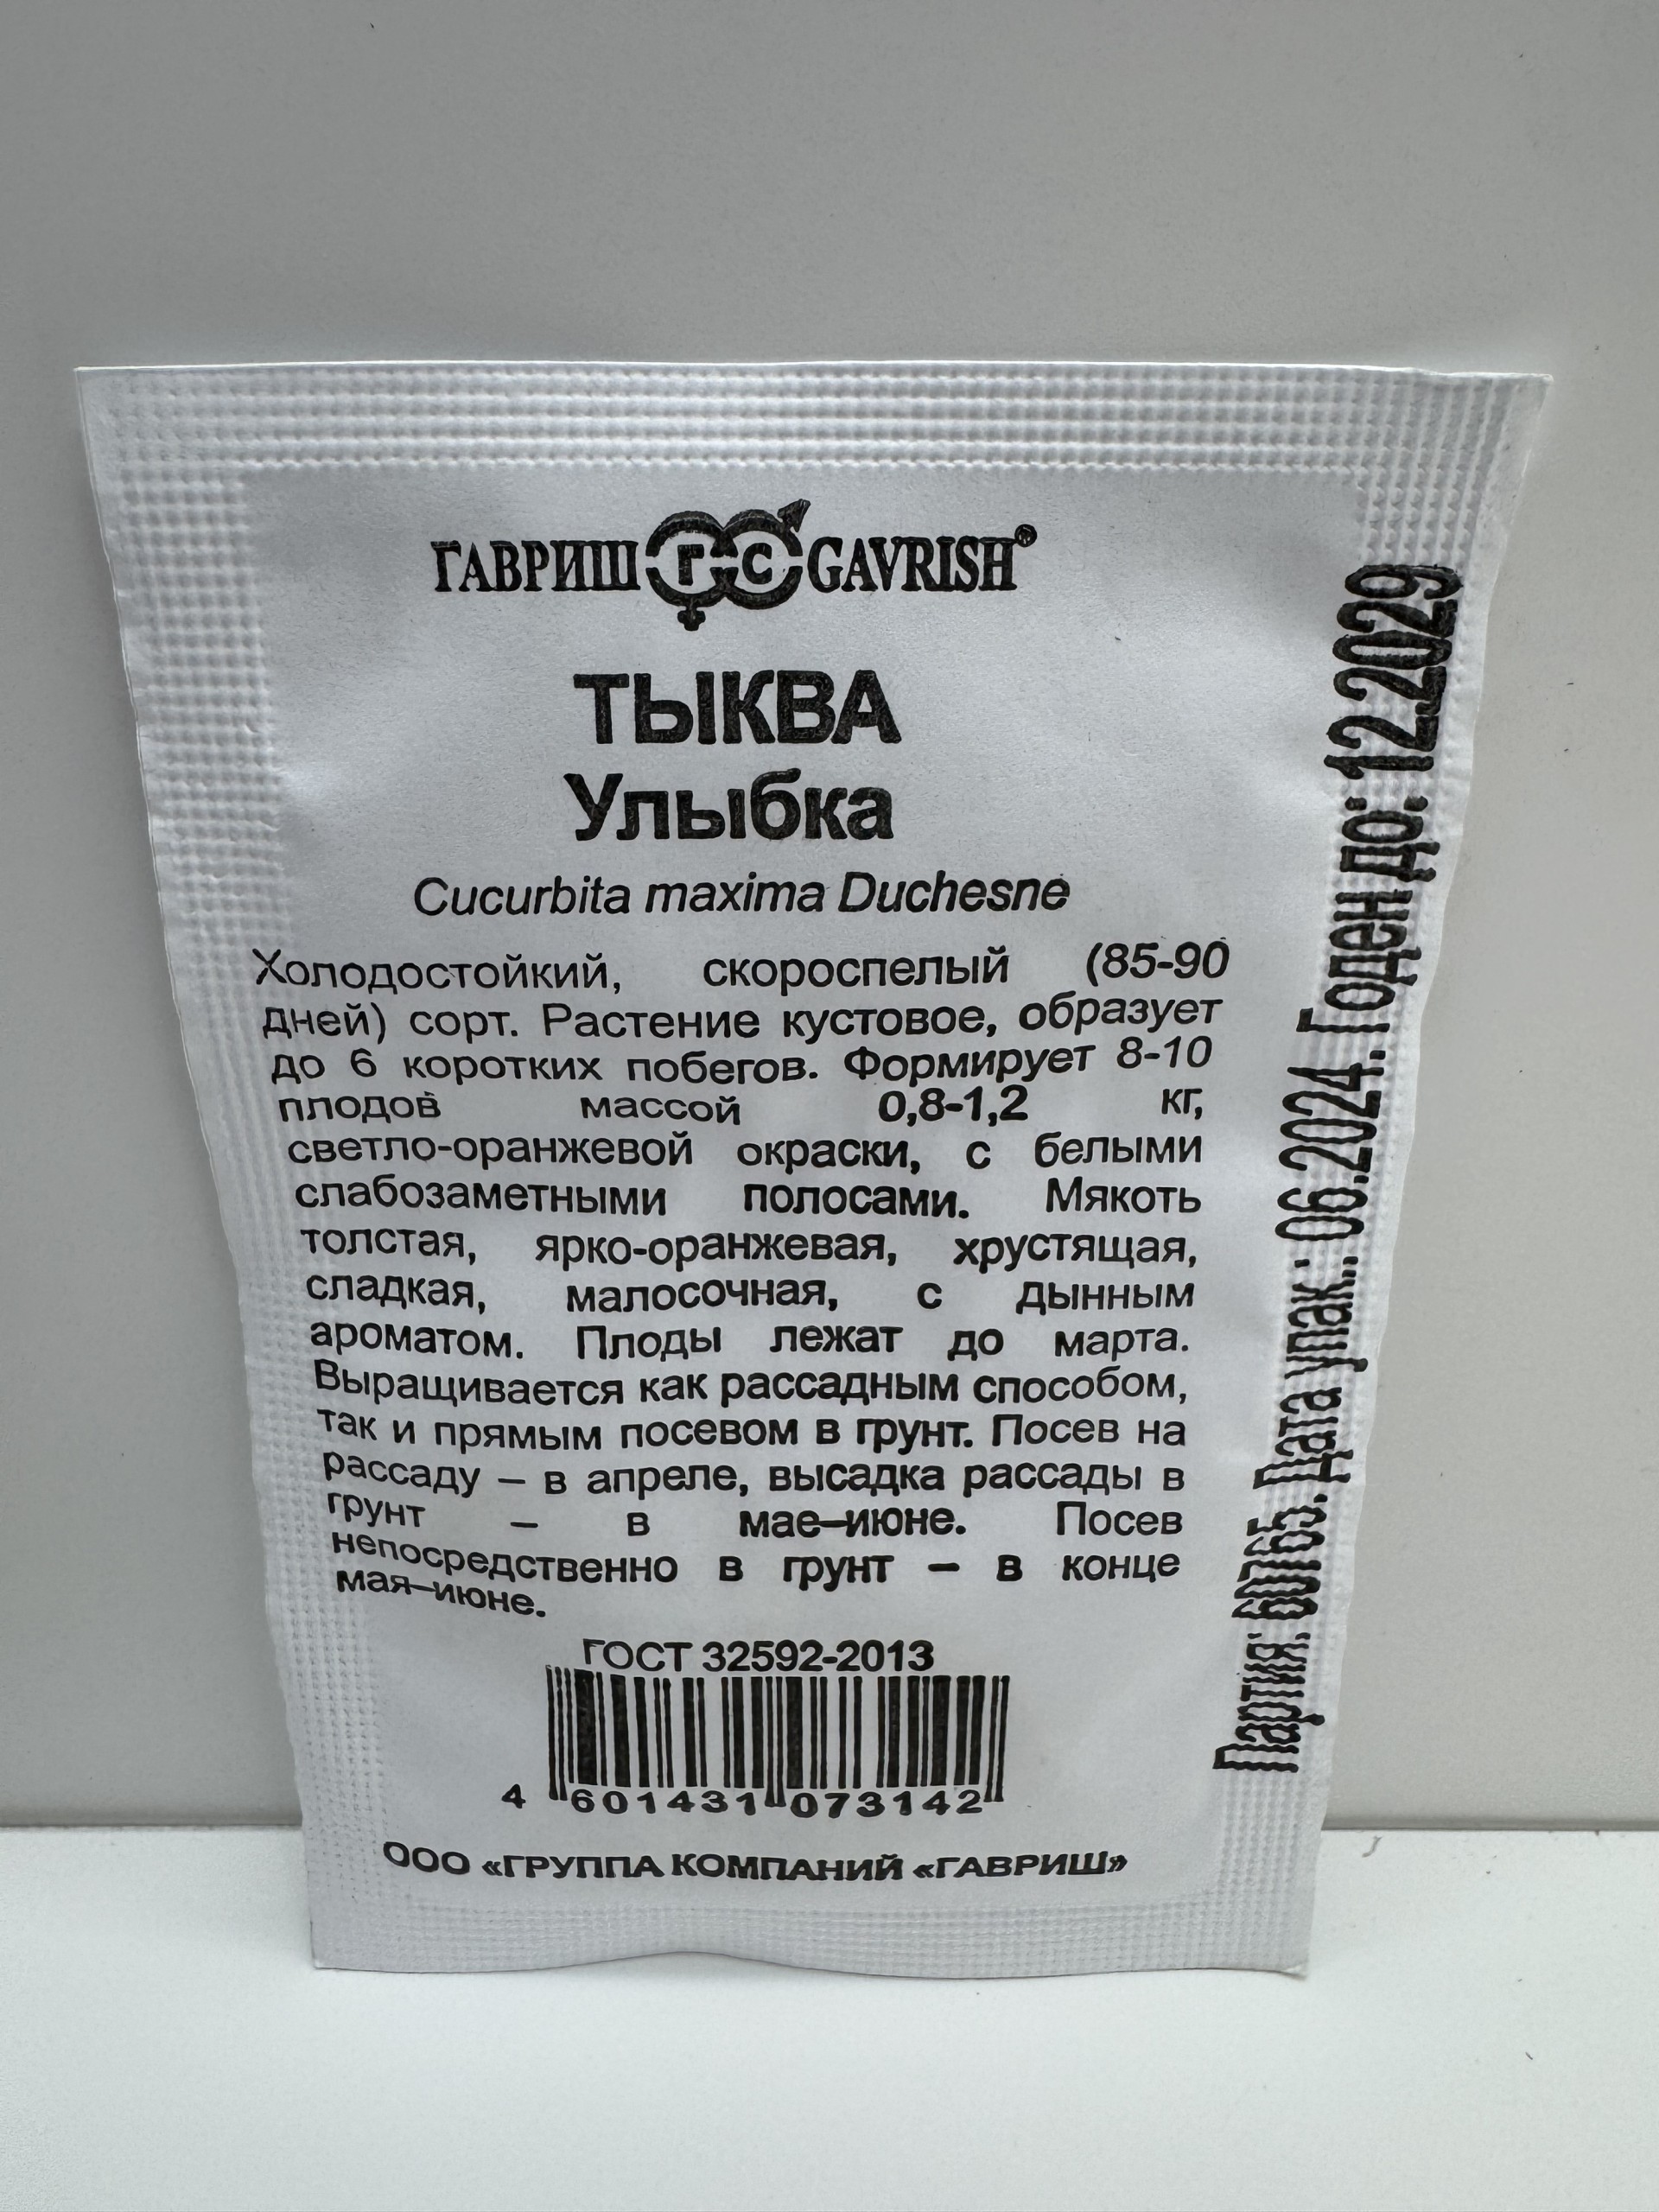 ГАВРИШ ГС GAVRISH®
ТЫКВА
Улыбка
Cucurbita maxima Duchesne
Холодостойкий, скороспелый (85-90
дней) сорт. Растение кустовое, образует
до 6 коротких побегов. Формирует 8-10
плодов массой 0,8-1,2 кг,
светло-оранжевой окраски, с белыми
слабозаметными полосами. Мякоть
толстая, ярко-оранжевая, хрустящая,
сладкая, малосочная, с дынным
ароматом. Плоды лежат до марта.
Выращивается как рассадным способом,
так и прямым посевом в грунт. Посев на
рассаду – в апреле, высадка рассады в
грунт – в мае–июне. Посев
непосредственно в грунт – в конце
мая–июне.
ГОСТ 32592-2013
4 601431 073142
ООО «ГРУППА КОМПАНИЙ «ГАВРИШ»
Партия: 60765. Дата упак.: 06.2024. Годен до: 12.2029